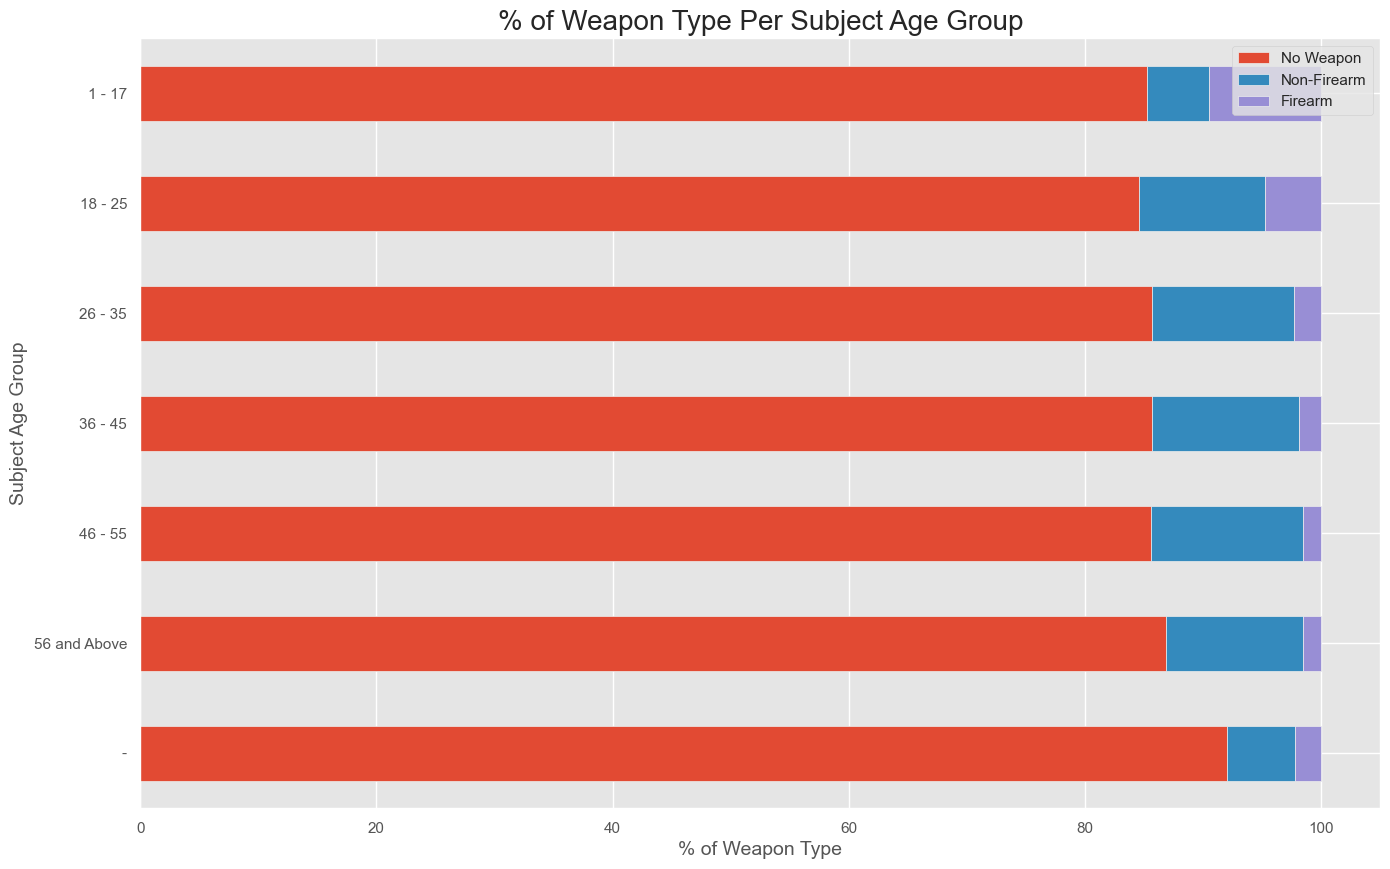 % of Weapon Type Per Subject Age Group
No Weapon
Non-Firearm
Firearm
1 - 17
18 - 25
26 - 35
36 - 45
46 - 55
56 and Above
-
Subject Age Group
0 20 40 60 80 100
% of Weapon Type